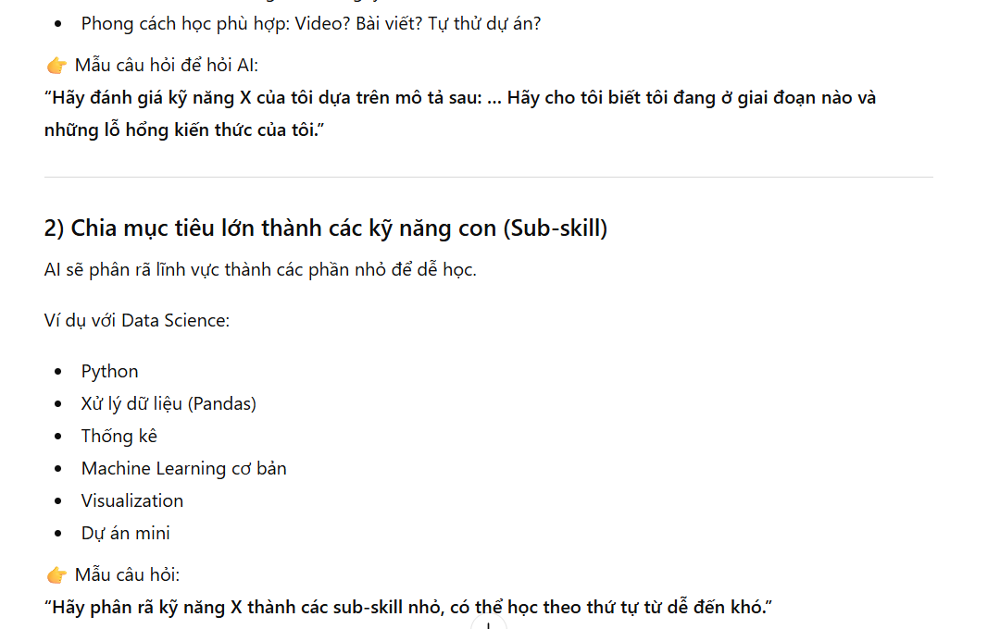 Phong cách học phù hợp: Video? Bài viết? Tự thử dự án?
👉 Mẫu câu hỏi để hỏi AI:
“Hãy đánh giá kỹ năng X của tôi dựa trên mô tả sau: ... Hãy cho tôi biết tôi đang ở giai đoạn nào và
những lỗ hổng kiến thức của tôi.”
2) Chia mục tiêu lớn thành các kỹ năng con (Sub-skill)
AI sẽ phân rã lĩnh vực thành các phần nhỏ để dễ học.
Ví dụ với Data Science:
Python
Xử lý dữ liệu (Pandas)
Thống kê
Machine Learning cơ bản
Visualization
Dự án mini
👉 Mẫu câu hỏi:
“Hãy phân rã kỹ năng X thành các sub-skill nhỏ, có thể học theo thứ tự từ dễ đến khó.”